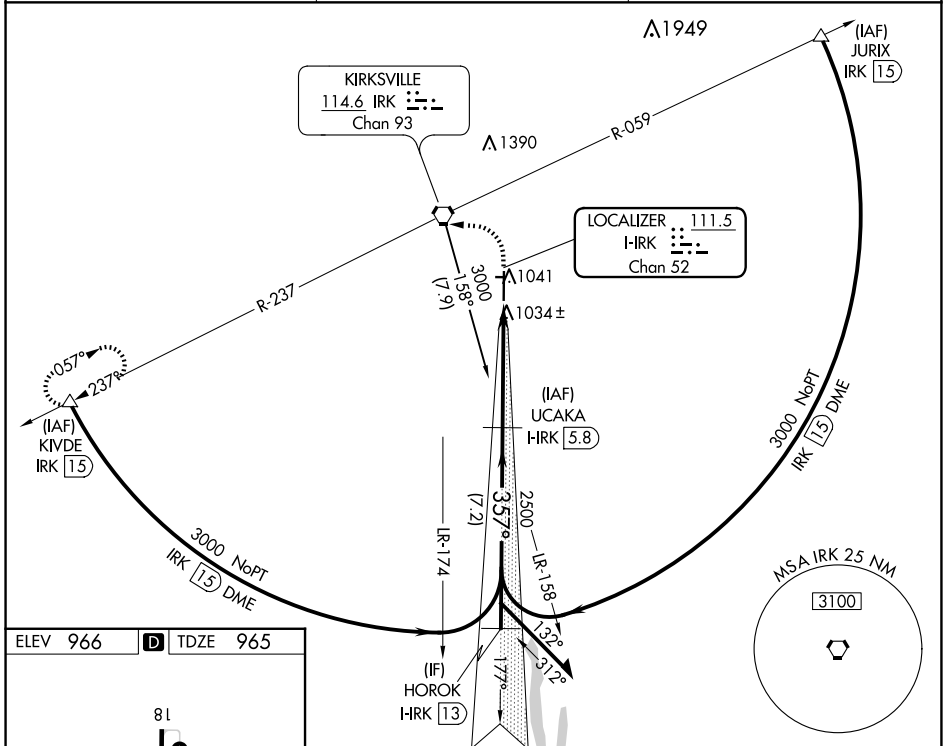 1949
(IAF)
JURIX
IRK 15
KIRKSVILLE
114.6 IRK
Chan 93
1390
R-059
LOCALIZER 111.5
I-IRK
Chan 52
3000
158°
(7.9)
1041
1034±
R-237
057°
237°
(IAF)
KIVDE
IRK 15
(IAF)
UCAKA
I-IRK 5.8
3000 NoPT
IRK 15 DME
3000 NoPT
IRK 15 DME
LR-174
(7.2)
357°
2500
LR-158
132°
312°
177°
(IF)
HOROK
I-IRK 13
MSA IRK 25 NM
3100
ELEV 966 D TDZE 965
18